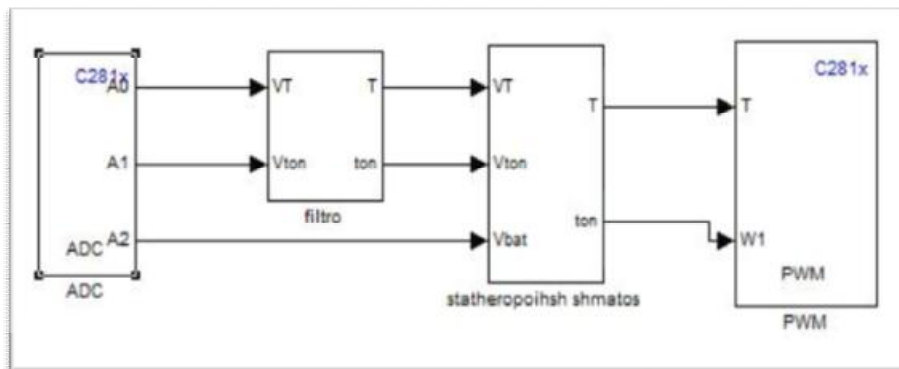 C281x
A0
A1
A2
ADC
ADC
VT
T
Vton
ton
filtro
VT
T
Vton
ton
Vbat
statheropoihsh shmatos
C281x
T
W1
PWM
PWM